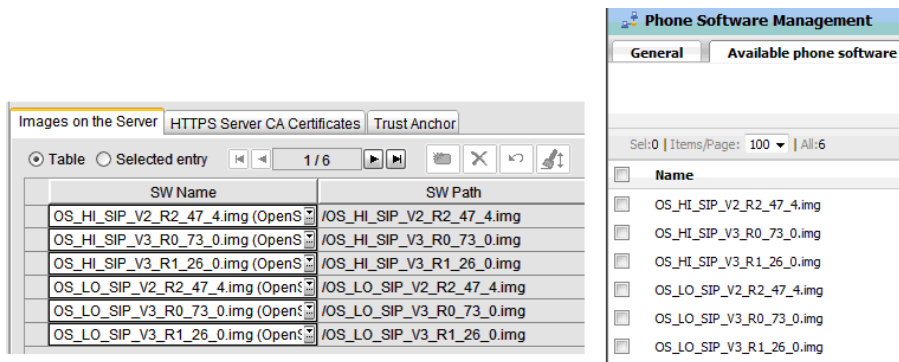 Images on the Server HTTPS Server CA Certificates Trust Anchor
Table Selected entry 1 / 6
SW Name SW Path
OS_HI_SIP_V2_R2_47_4.img (OpenS /OS_HI_SIP_V2_R2_47_4.img
OS_HI_SIP_V3_R0_73_0.img (OpenS /OS_HI_SIP_V3_R0_73_0.img
OS_HI_SIP_V3_R1_26_0.img (OpenS /OS_HI_SIP_V3_R1_26_0.img
OS_LO_SIP_V2_R2_47_4.img (OpenS /OS_LO_SIP_V2_R2_47_4.img
OS_LO_SIP_V3_R0_73_0.img (OpenS /OS_LO_SIP_V3_R0_73_0.img
OS_LO_SIP_V3_R1_26_0.img (OpenS /OS_LO_SIP_V3_R1_26_0.img
Phone Software Management
General Available phone software
Sel:0 | Items/Page: 100 | All:6
Name
OS_HI_SIP_V2_R2_47_4.img
OS_HI_SIP_V3_R0_73_0.img
OS_HI_SIP_V3_R1_26_0.img
OS_LO_SIP_V2_R2_47_4.img
OS_LO_SIP_V3_R0_73_0.img
OS_LO_SIP_V3_R1_26_0.img